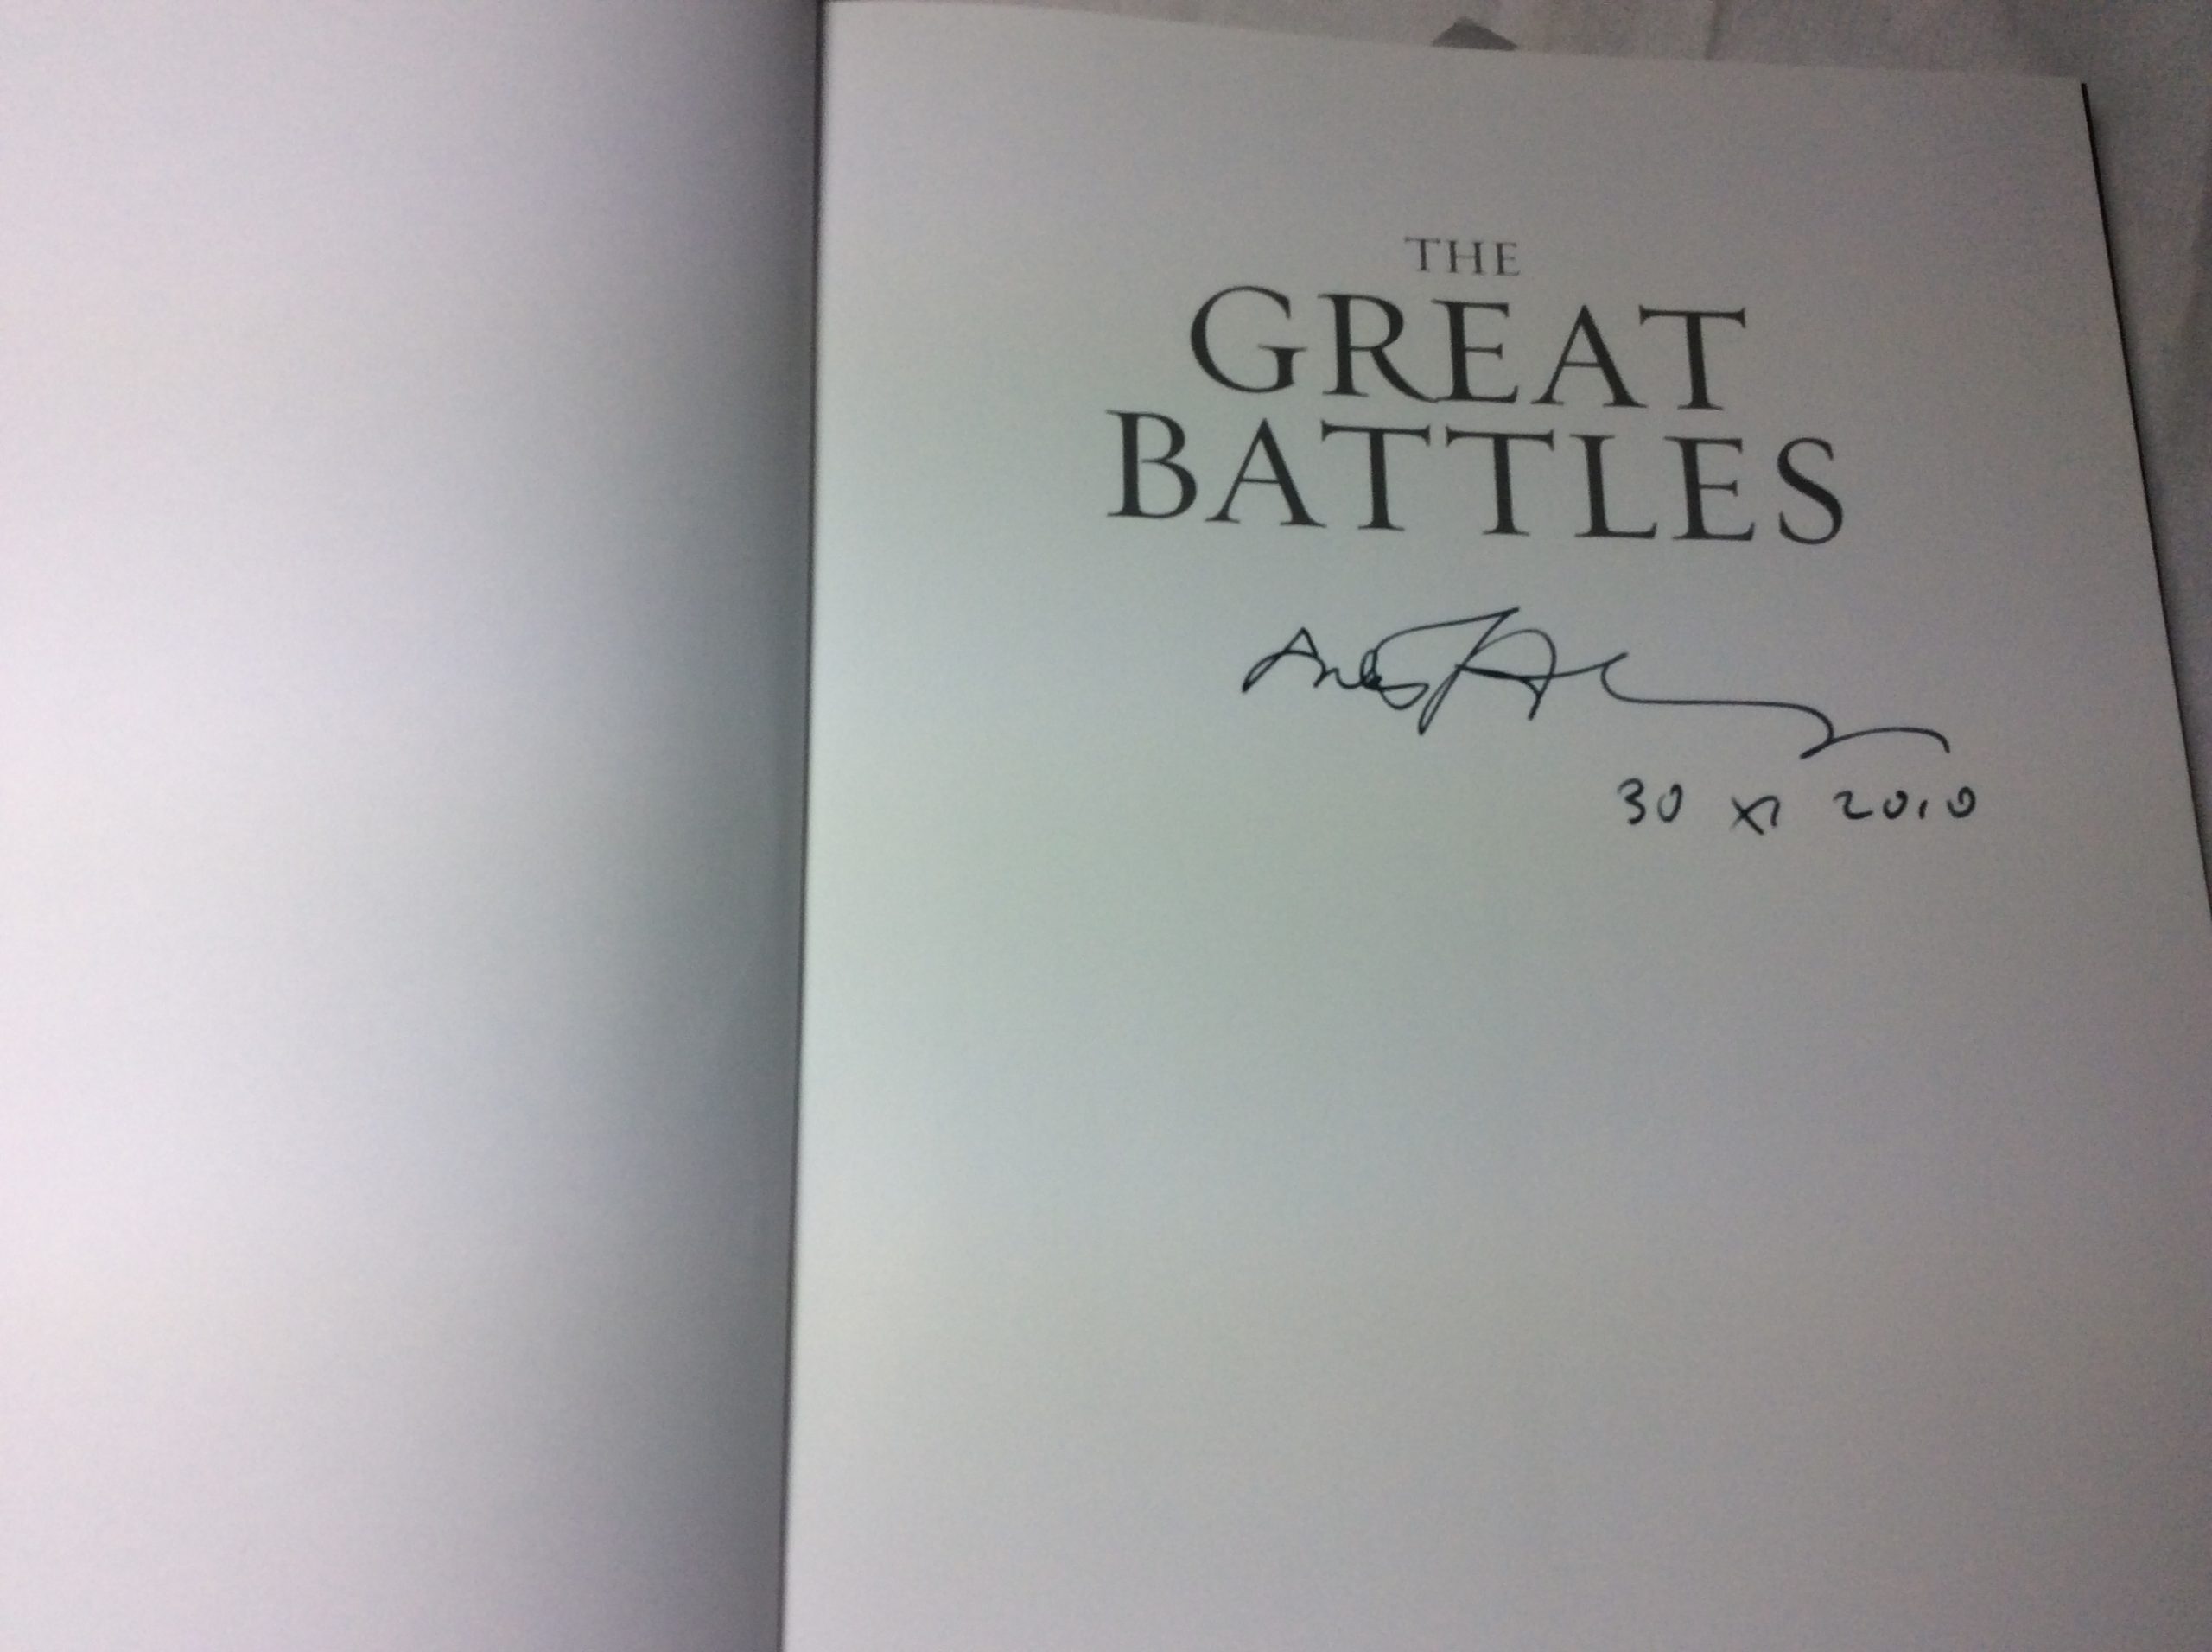 THE
GREAT
BATTLES
30 XI 2010